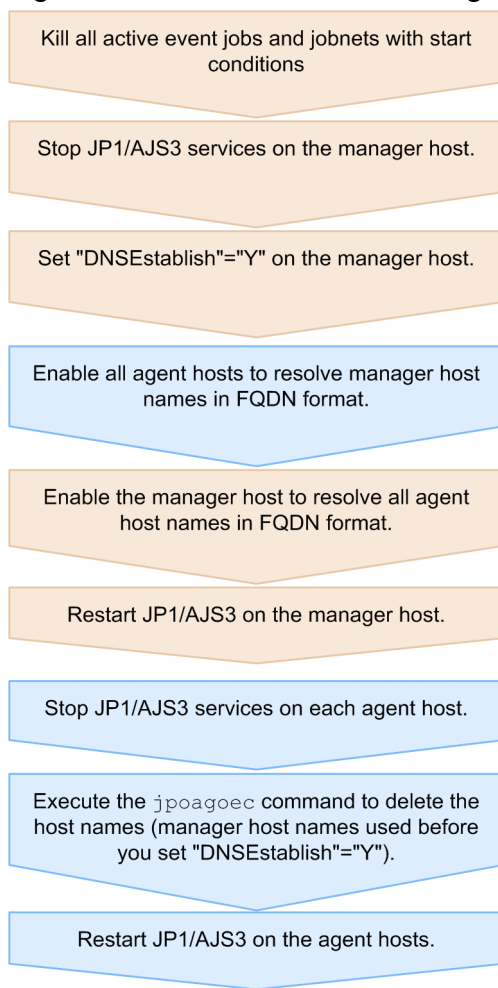 Kill all active event jobs and jobnets with start
conditions
Stop JP1/AJS3 services on the manager host.
Set "DNSEstablish"="Y" on the manager host.
Enable all agent hosts to resolve manager host
names in FQDN format.
Enable the manager host to resolve all agent
host names in FQDN format.
Restart JP1/AJS3 on the manager host.
Stop JP1/AJS3 services on each agent host.
Execute the jpoagoec command to delete the
host names (manager host names used before
you set "DNSEstablish"="Y").
Restart JP1/AJS3 on the agent hosts.